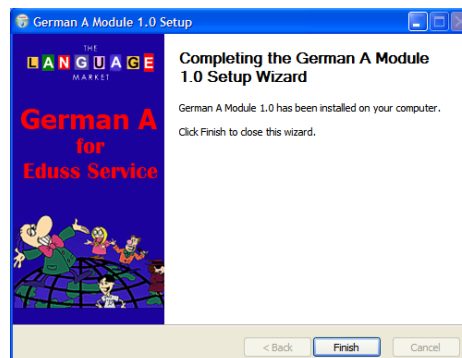 German A Module 1.0 Setup
THE
LANGUAGE
MARKET
German A
for
Eduss Service
Completing the German A Module
1.0 Setup Wizard
German A Module 1.0 has been installed on your computer.
Click Finish to close this wizard.
< Back
Finish
Cancel